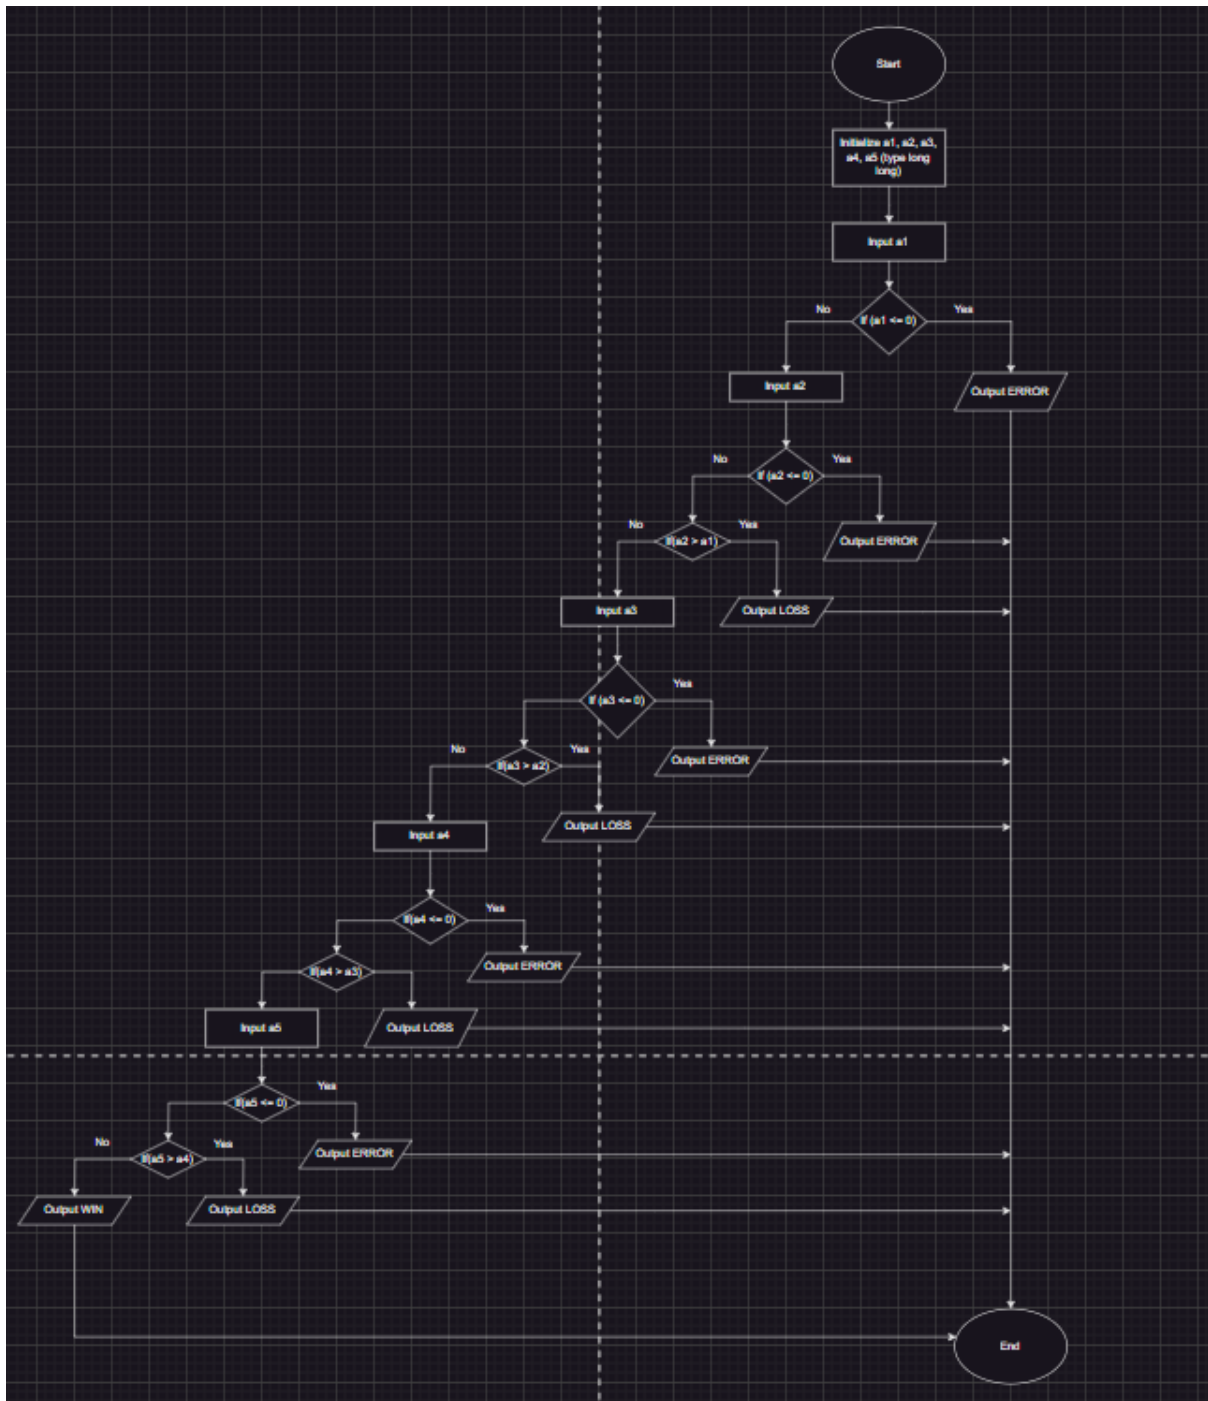 Start
Initialize a1, a2, a3,
a4, a5 (type long
long)
Input a1
No
Yes
If (a1 <= 0)
Input a2
Output ERROR
No
Yes
If (a2 <= 0)
No
Yes
If(a2 > a1)
Output ERROR
Input a3
Output LOSS
Yes
If (a3 <= 0)
No
Yes
If(a3 > a2)
Output ERROR
Input a4
Output LOSS
Yes
If(a4 <= 0)
If(a4 > a3)
Output ERROR
Input a5
Output LOSS
Yes
If(a5 <= 0)
No
Yes
If(a5 > a4)
Output ERROR
Output WIN
Output LOSS
End